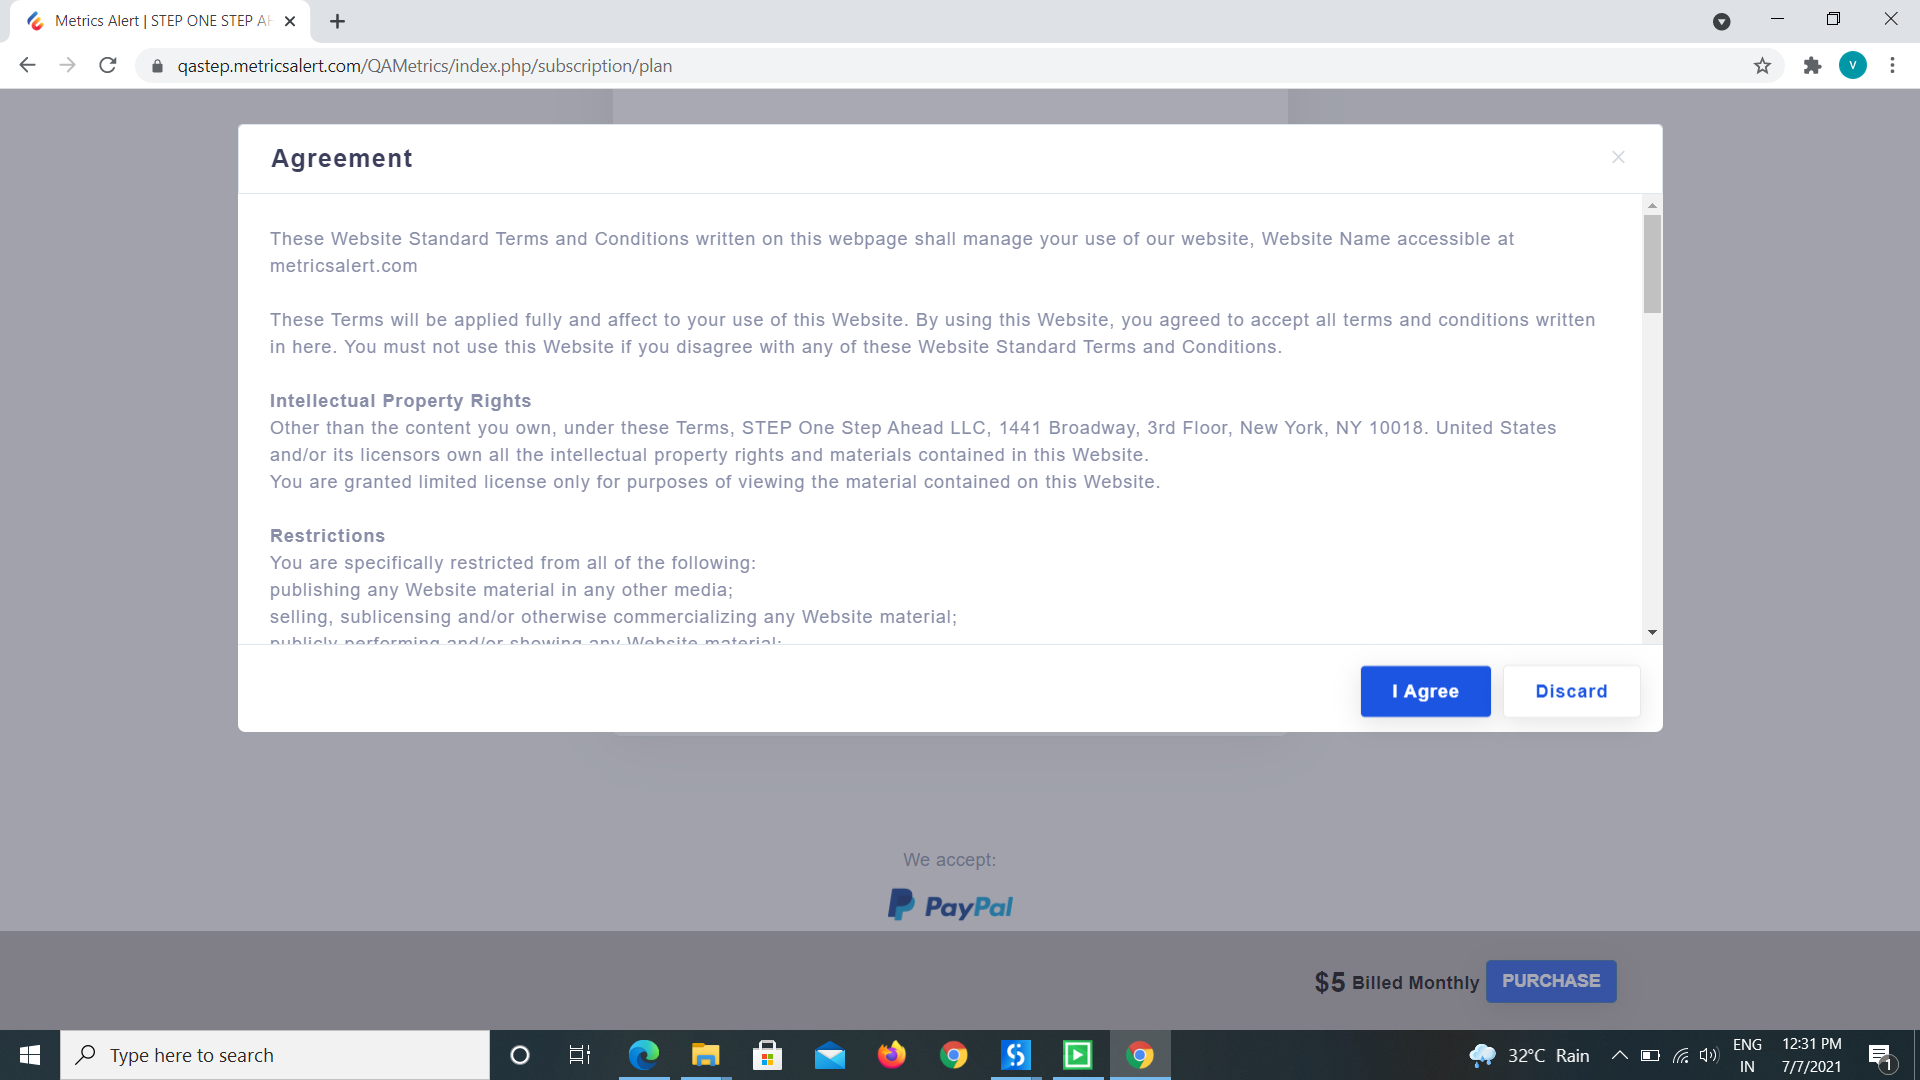 Metrics Alert | STEP ONE STEP AH
qastep.metricsalert.com/QAMetrics/index.php/subscription/plan
V
Agreement
These Website Standard Terms and Conditions written on this webpage shall manage your use of our website, Website Name accessible at
metricsalert.com
These Terms will be applied fully and affect to your use of this Website. By using this Website, you agreed to accept all terms and conditions written
in here. You must not use this Website if you disagree with any of these Website Standard Terms and Conditions.
Intellectual Property Rights
Other than the content you own, under these Terms, STEP One Step Ahead LLC, 1441 Broadway, 3rd Floor, New York, NY 10018. United States
and/or its licensors own all the intellectual property rights and materials contained in this Website.
You are granted limited license only for purposes of viewing the material contained on this Website.
Restrictions
You are specifically restricted from all of the following:
publishing any Website material in any other media;
selling, sublicensing and/or otherwise commercializing any Website material;
publicly performing and/or showing any Website material;
I Agree
Discard
We accept:
PayPal
$5 Billed Monthly
PURCHASE
Type here to search
32°C Rain
ENG
IN
12:31 PM
7/7/2021
1